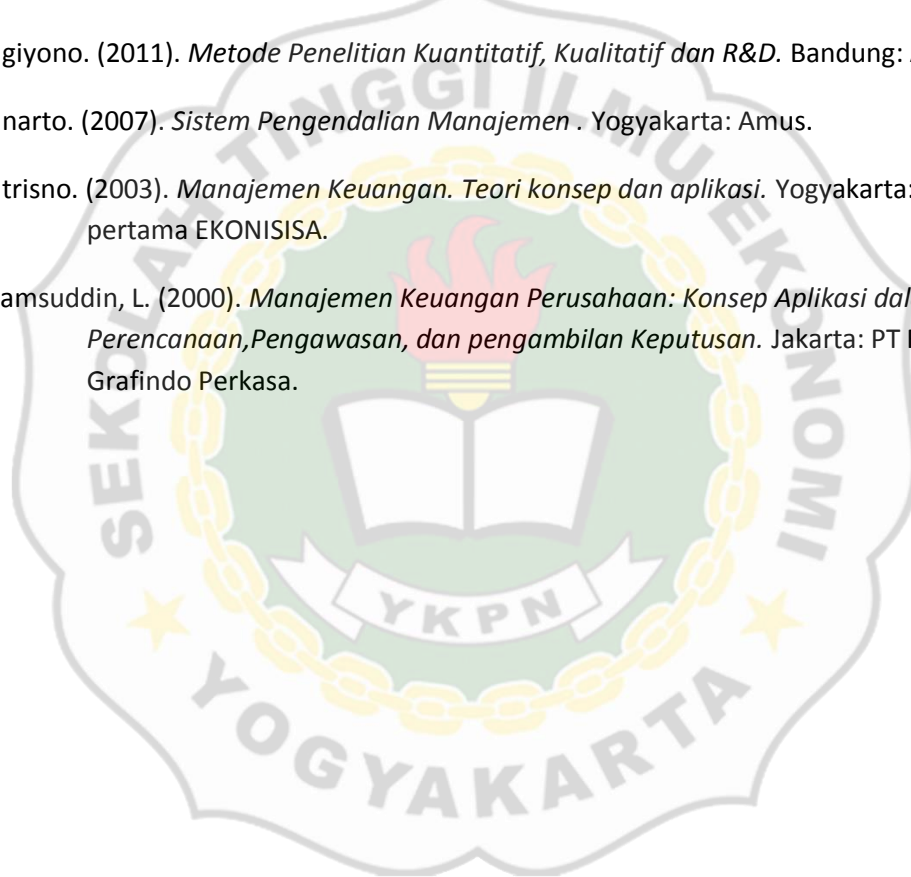 giyono. (2011). Metode Penelitian Kuantitatif, Kualitatif dan R&D. Bandung:
narto. (2007). Sistem Pengendalian Manajemen . Yogyakarta: Amus.
trisno. (2003). Manajemen Keuangan. Teori konsep dan aplikasi. Yogyakarta:
pertama EKONISISA.
amsuddin, L. (2000). Manajemen Keuangan Perusahaan: Konsep Aplikasi dal
Perencanaan,Pengawasan, dan pengambilan Keputusan. Jakarta: PT
Grafindo Perkasa.
SEKOLAH TINGGI ILMU EKONOMI
YKPN
YOGYAKARTA